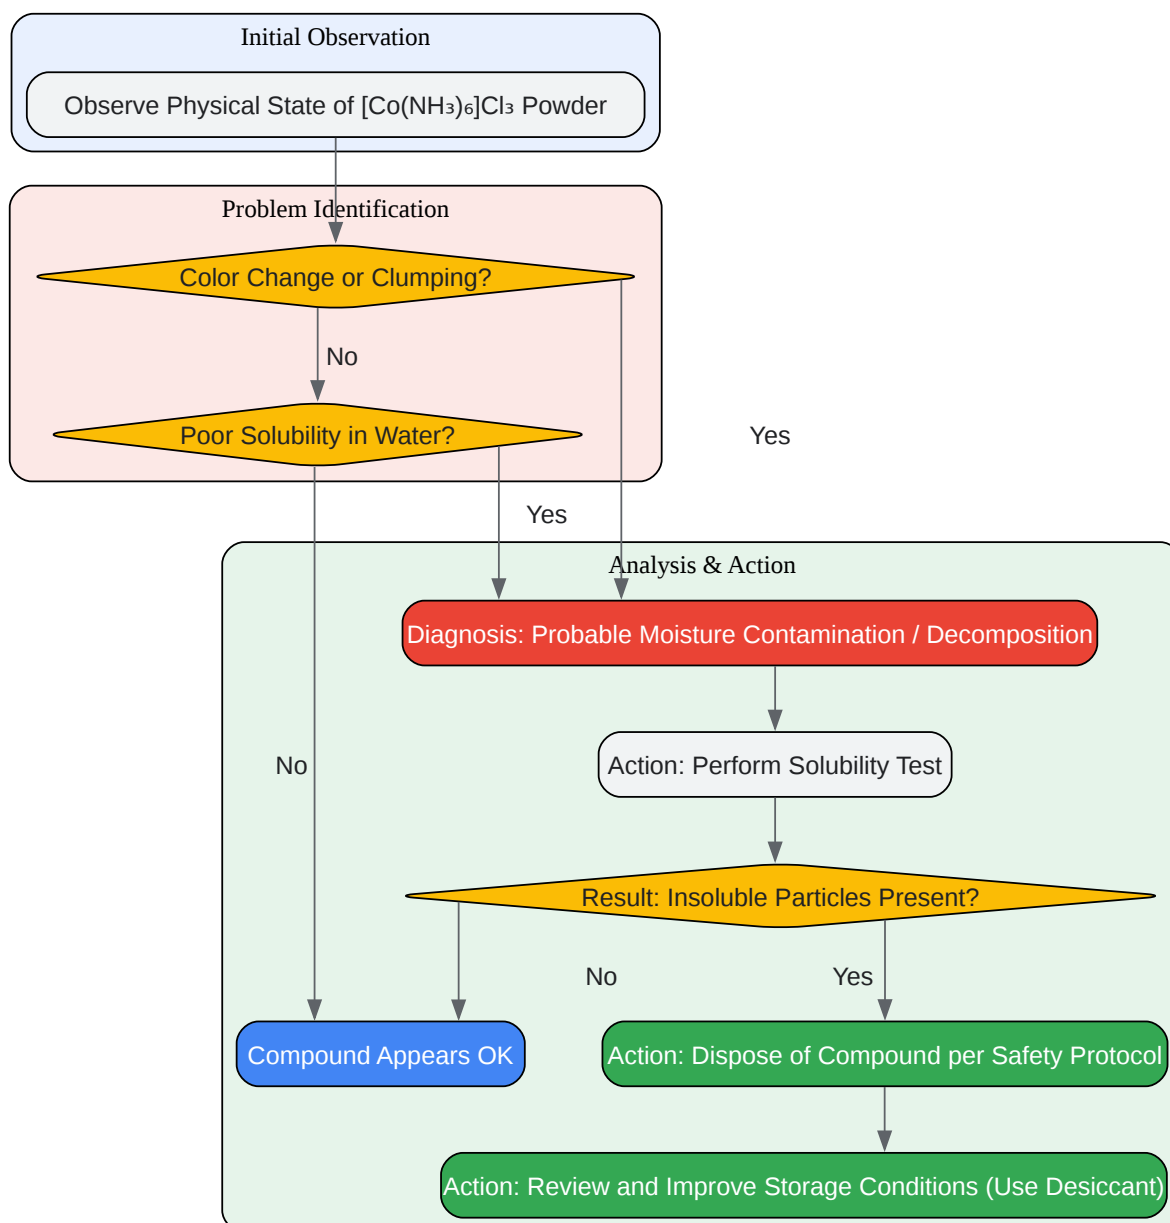 Initial Observation
Observe Physical State of [Co(NH₃)₆]Cl₃ Powder
Problem Identification
Color Change or Clumping?
No
Poor Solubility in Water?
Yes
Yes
Analysis & Action
Diagnosis: Probable Moisture Contamination / Decomposition
Action: Perform Solubility Test
No
Result: Insoluble Particles Present?
No
Yes
Compound Appears OK
Action: Dispose of Compound per Safety Protocol
Action: Review and Improve Storage Conditions (Use Desiccant)